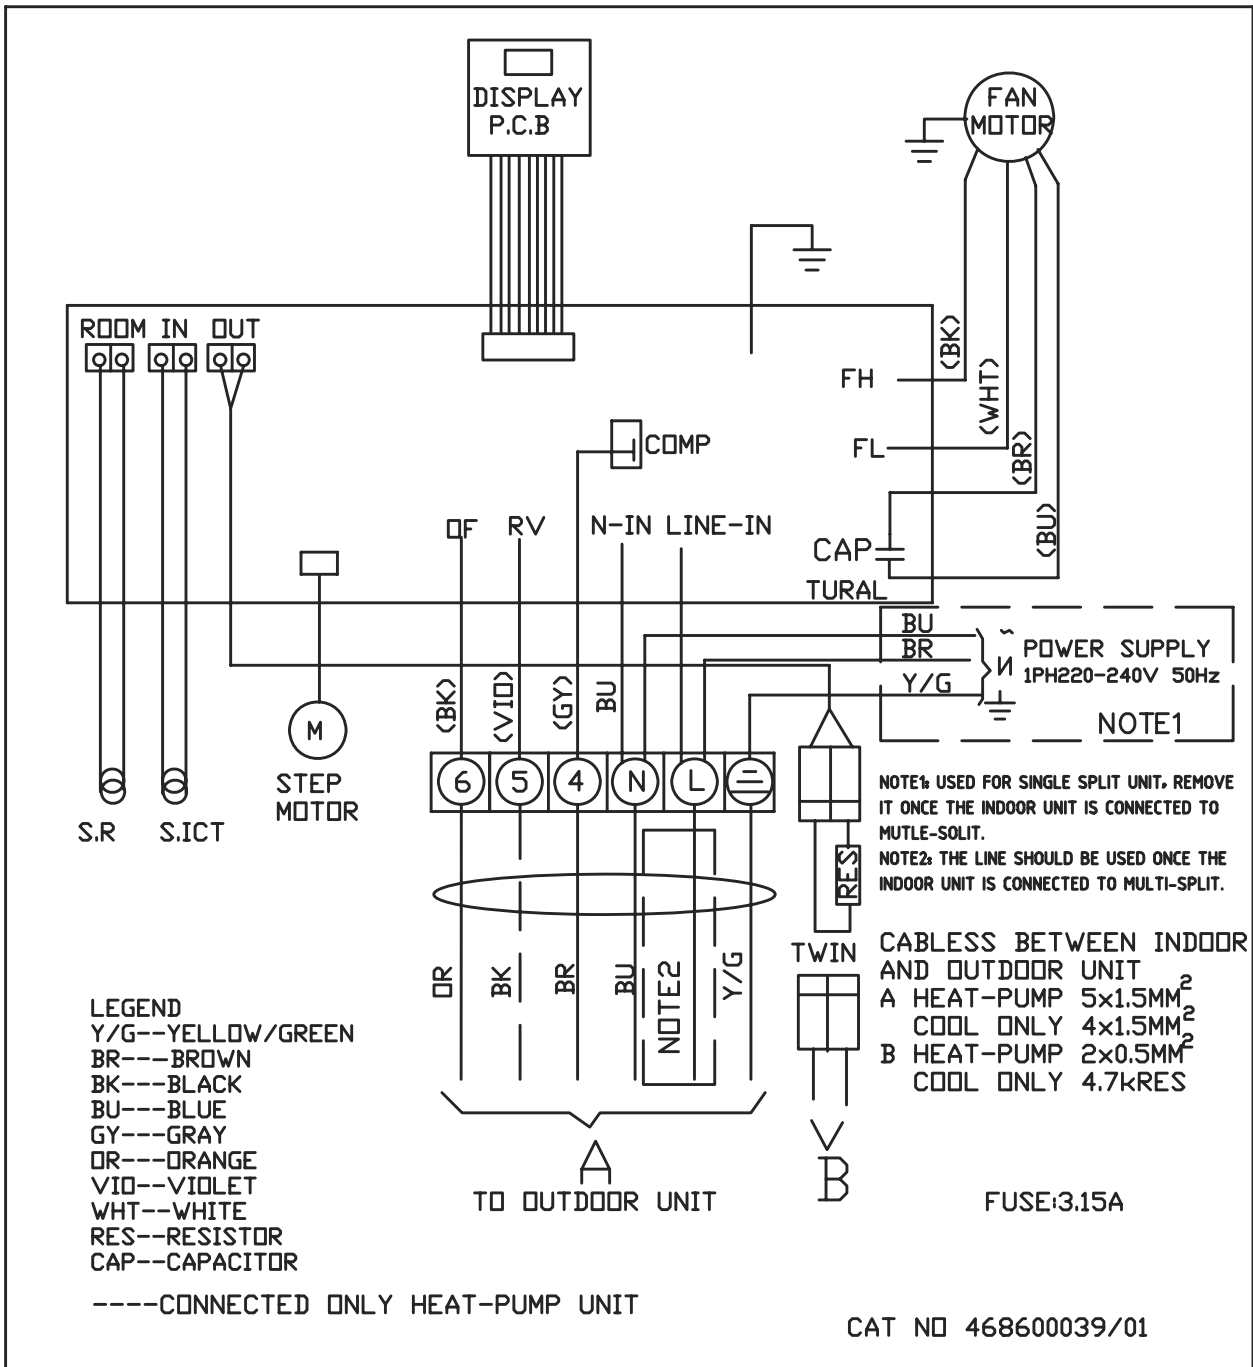 DISPLAY
P.C.B
FAN
MOTOR
ROOM IN OUT
(BK)
FH
(WHT)
COMP
FL
(BR)
OF RV N-IN LINE-IN
(BU)
CAP
TURAL
(BK)
(VIO)
(GY)
BU
BU
BR
Y/G
~
N
POWER SUPPLY
1PH220-240V 50Hz
NOTE1
M
STEP
MOTOR
6 5 4 N L
S.R S.ICT
NOTE1: USED FOR SINGLE SPLIT UNIT, REMOVE
IT ONCE THE INDOOR UNIT IS CONNECTED TO
MUTLE-SOLIT.
NOTE2: THE LINE SHOULD BE USED ONCE THE
INDOOR UNIT IS CONNECTED TO MULTI-SPLIT.
RES
TWIN
OR
BK
BR
BU
NOTE2
Y/G
CABLESS BETWEEN INDOOR
AND OUTDOOR UNIT
A HEAT-PUMP 5x1.5MM²
COOL ONLY 4x1.5MM²
B HEAT-PUMP 2x0.5MM²
COOL ONLY 4.7kRES
LEGEND
Y/G--YELLOW/GREEN
BR---BROWN
BK---BLACK
BU---BLUE
GY---GRAY
OR---ORANGE
VIO--VIOLET
WHT--WHITE
RES--RESISTOR
CAP--CAPACITOR
A
TO OUTDOOR UNIT
B
FUSE:3.15A
----CONNECTED ONLY HEAT-PUMP UNIT
CAT NO 468600039/01